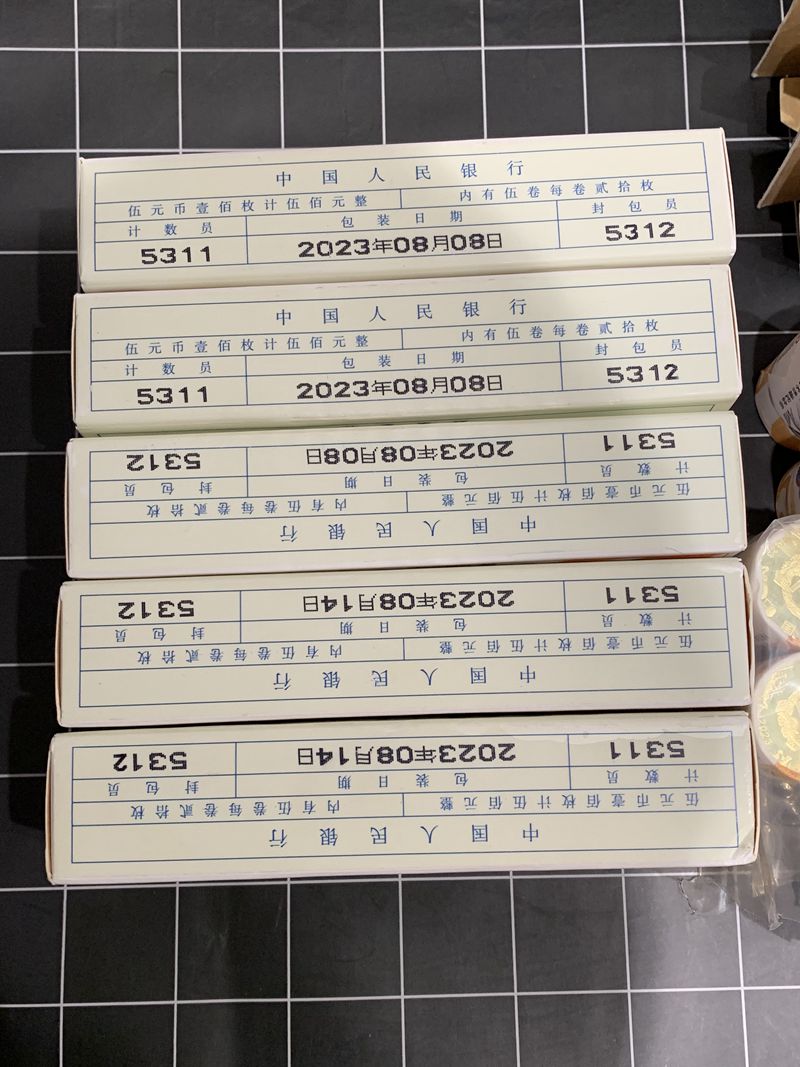 中国人民银行
伍元币壹佰枚计伍佰元整 内有伍卷每卷贰拾枚
计数员 包装日期 封包员
5311 2023年08月08日 5312
中国人民银行
伍元币壹佰枚计伍佰元整 内有伍卷每卷贰拾枚
计数员 包装日期 封包员
5311 2023年08月08日 5312
中国人民银行
伍元币壹佰枚计伍佰元整 内有伍卷每卷贰拾枚
计数员 包装日期 封包员
5311 2023年08月08日 5312
中国人民银行
伍元币壹佰枚计伍佰元整 内有伍卷每卷贰拾枚
计数员 包装日期 封包员
5311 2023年08月14日 5312
中国人民银行
伍元币壹佰枚计伍佰元整 内有伍卷每卷贰拾枚
计数员 包装日期 封包员
5311 2023年08月14日 5312